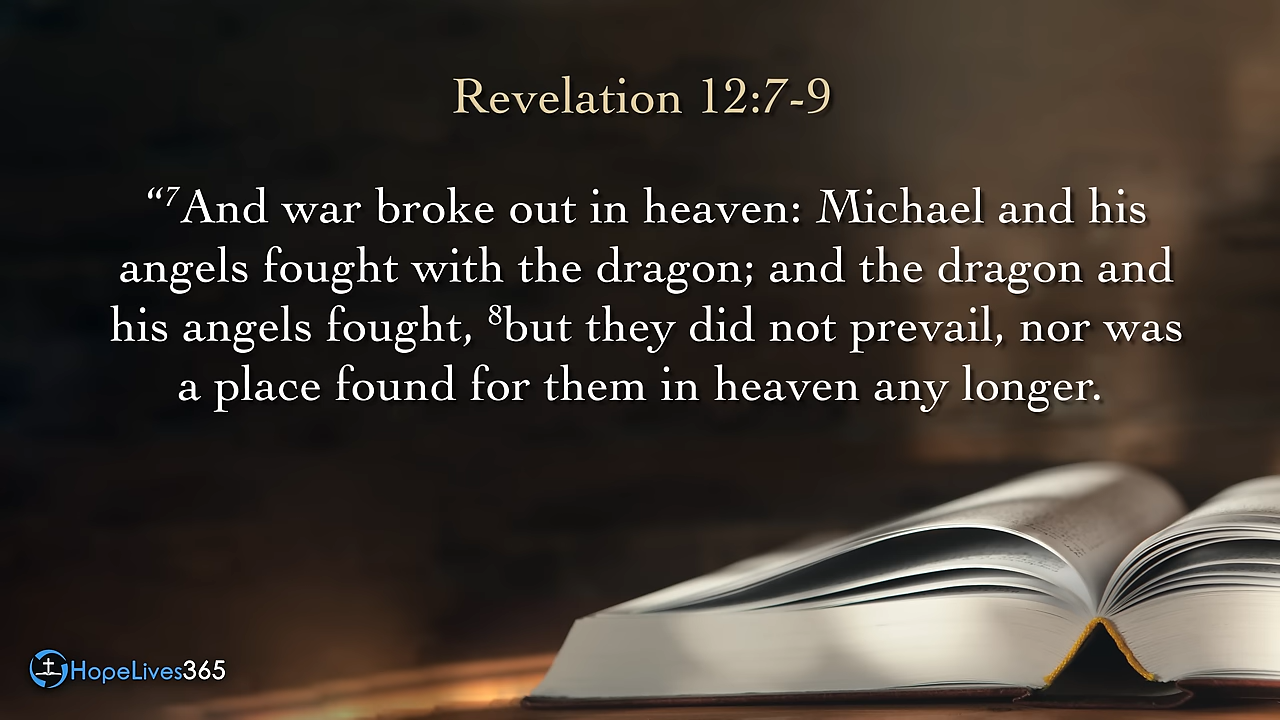 Revelation 12:7-9
“⁷And war broke out in heaven: Michael and his
angels fought with the dragon; and the dragon and
his angels fought, ⁸but they did not prevail, nor was
a place found for them in heaven any longer.
HopeLives365